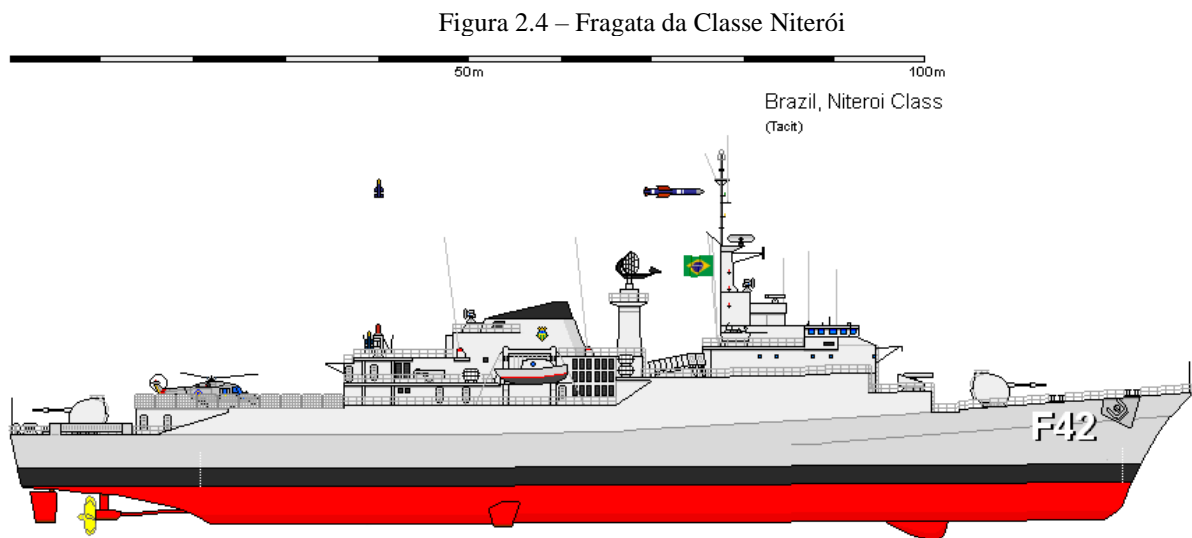 Figura 2.4 – Fragata da Classe Niterói
50m 100m
Brazil, Niteroi Class
(Tacit)
F42